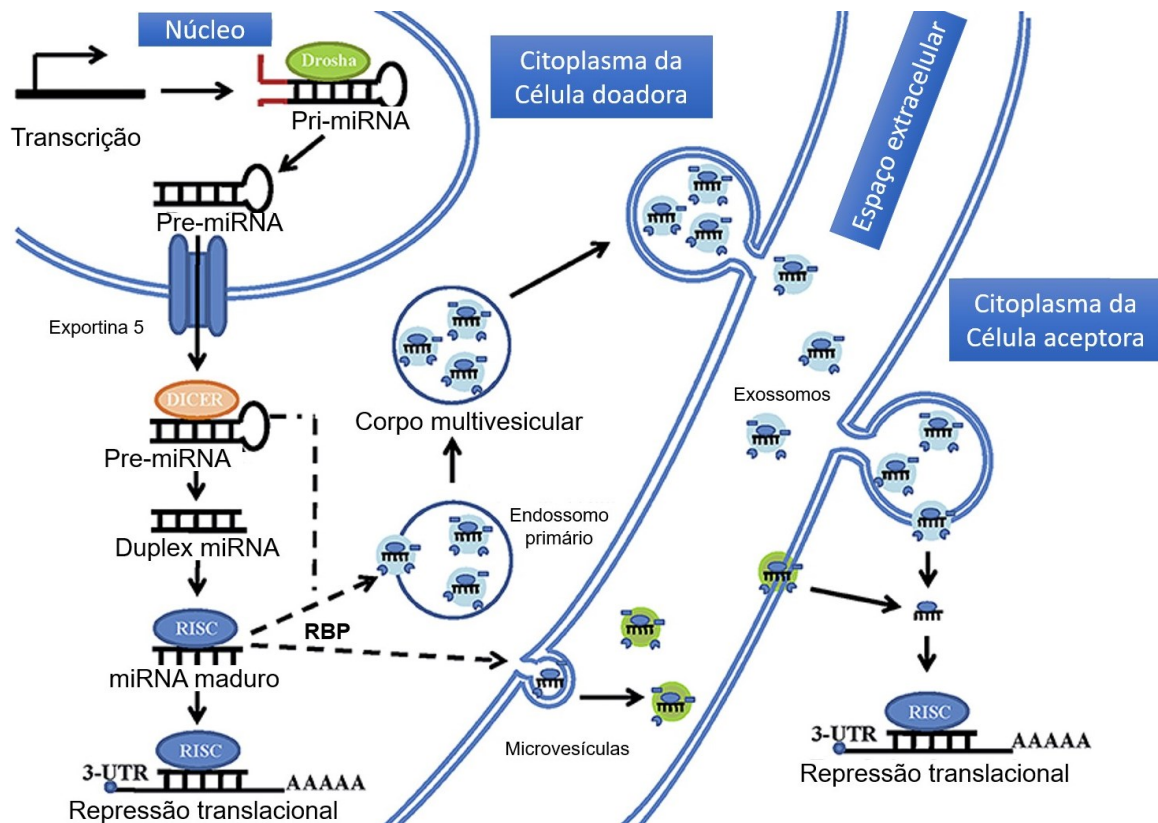 Núcleo
Drosha
Transcrição
Pri-miRNA
Pre-miRNA
Exportina 5
DICER
Pre-miRNA
Duplex miRNA
RISC
miRNA maduro
RISC
3-UTR
AAAAA
Repressão translacional
Citoplasma da
Célula doadora
Corpo multivesicular
Endossomo
primário
RBP
Microvesículas
Espaço extracelular
Exossomos
Citoplasma da
Célula aceptora
RISC
3-UTR
AAAAA
Repressão translacional